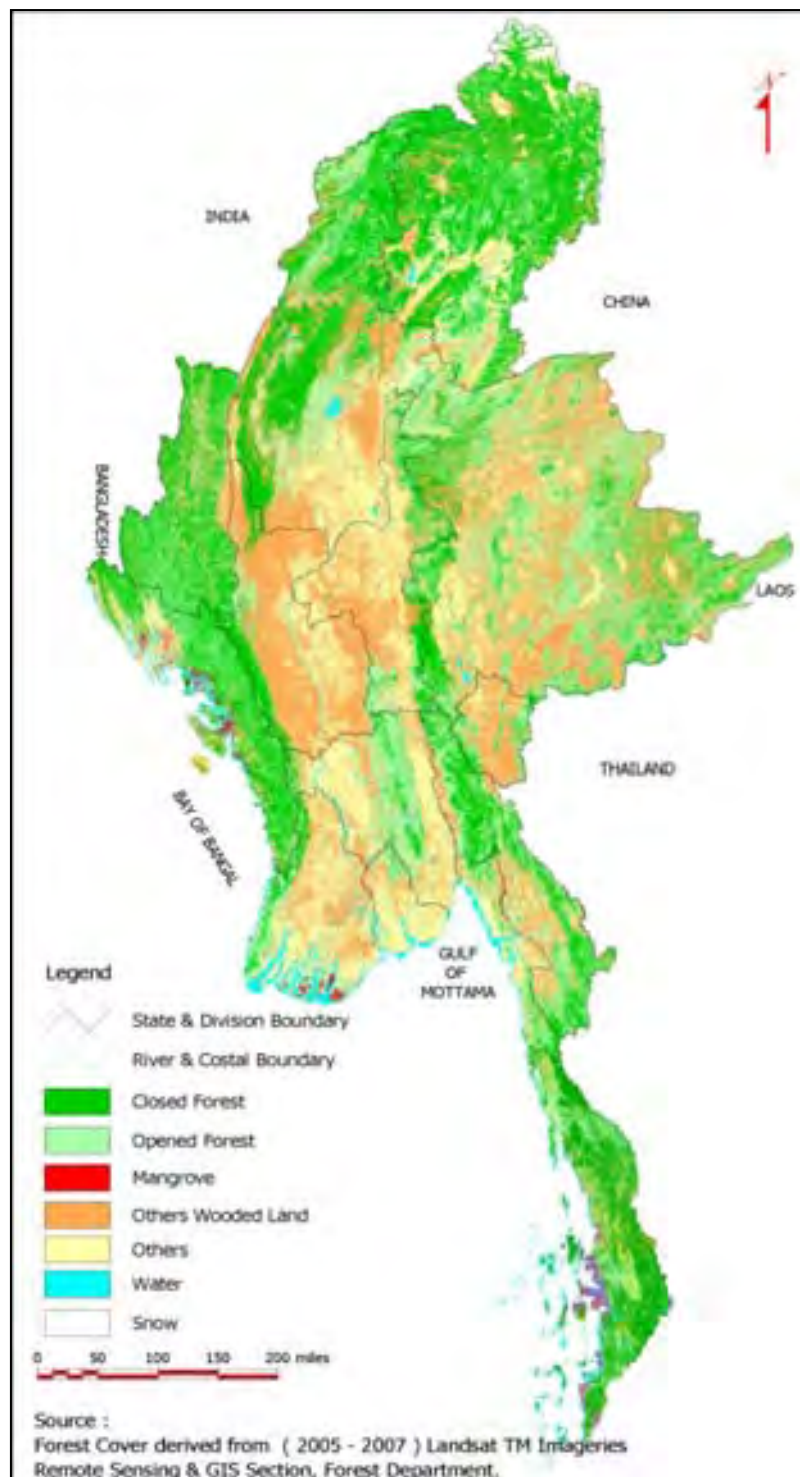 N
INDIA
CHINA
BANGLADESH
LAOS
THAILAND
BAY OF BANGAL
GULF
OF
MOTTAMA
Legend
State & Division Boundary
River & Costal Boundary
Closed Forest
Opened Forest
Mangrove
Others Wooded Land
Others
Water
Snow
0 50 100 150 200 miles
Source :
Forest Cover derived from ( 2005 - 2007 ) Landsat TM Imageries
Remote Sensing & GIS Section, Forest Department.